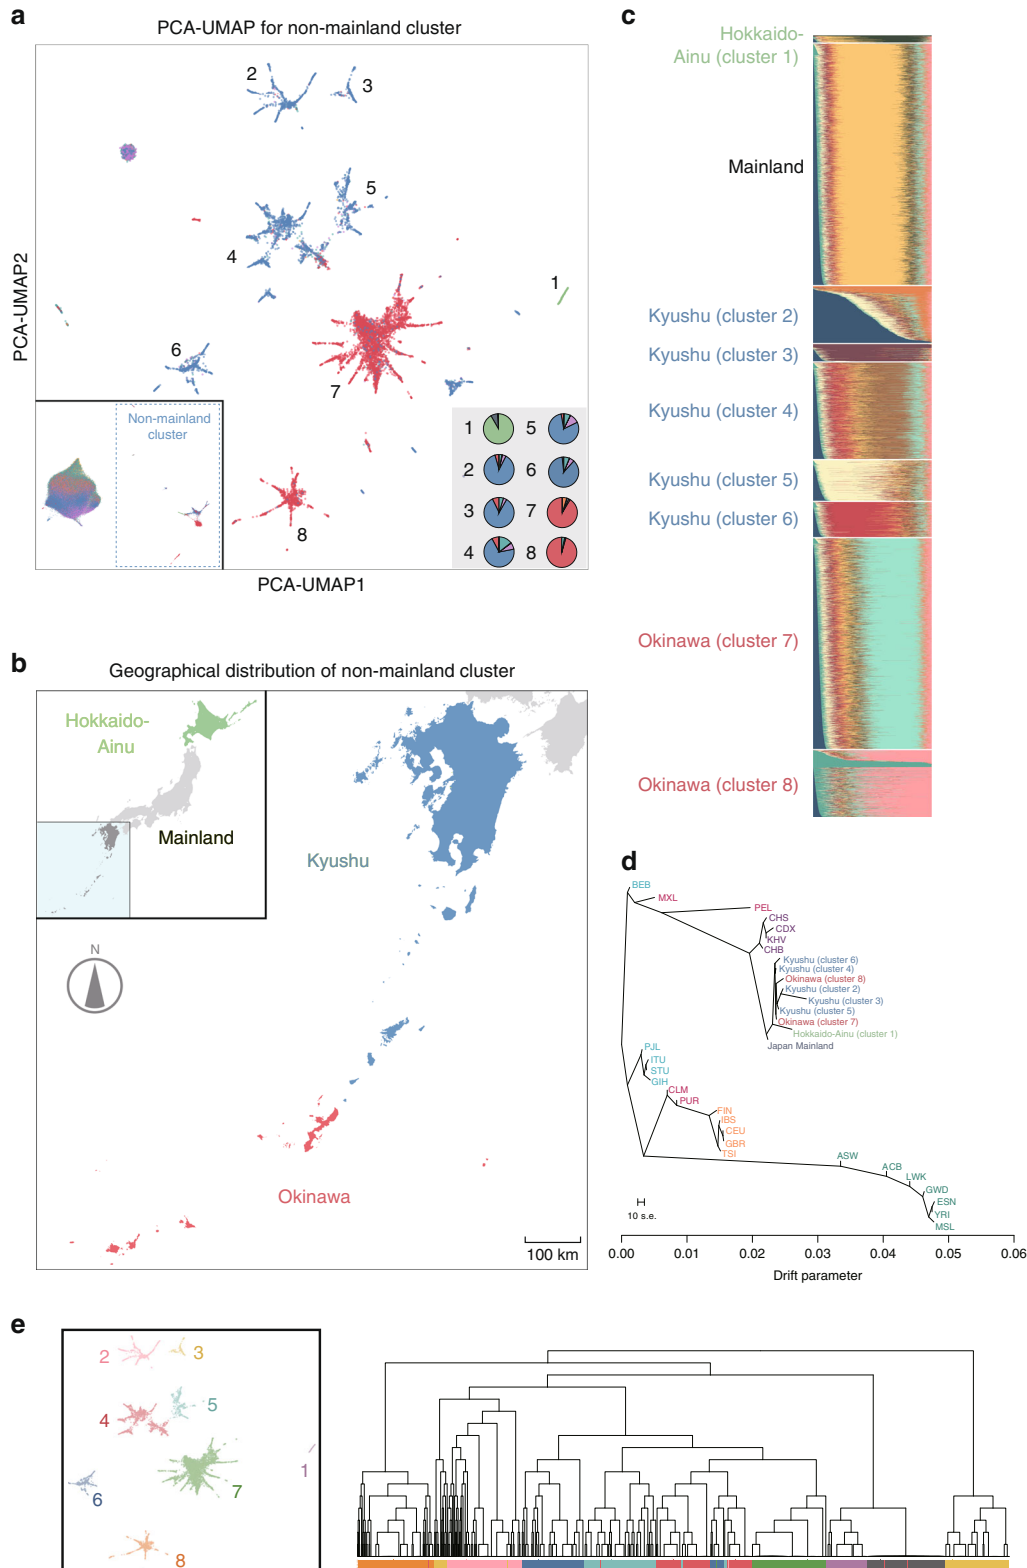 a
PCA-UMAP for non-mainland cluster
2
3
5
4
1
6
7
8
PCA-UMAP2
Non-mainland
cluster
1
5
2
6
3
7
4
8
PCA-UMAP1
b
Geographical distribution of non-mainland cluster
Hokkaido-
Ainu
Mainland
Kyushu
N
Okinawa
100 km
c
Hokkaido-
Ainu (cluster 1)
Mainland
Kyushu (cluster 2)
Kyushu (cluster 3)
Kyushu (cluster 4)
Kyushu (cluster 5)
Kyushu (cluster 6)
Okinawa (cluster 7)
Okinawa (cluster 8)
d
BEB
MXL
PEL
CHS
CDX
KHV
CHB
Kyushu (cluster 6)
Kyushu (cluster 4)
Okinawa (cluster 8)
Kyushu (cluster 2)
Kyushu (cluster 3)
Kyushu (cluster 5)
Okinawa (cluster 7)
Hokkaido-Ainu (cluster 1)
Japan Mainland
PJL
ITU
STU
GIH
CLM
PUR
FIN
IBS
CEU
GBR
TSI
ASW
ACB
LWK
GWD
ESN
YRI
MSL
10 s.e.
0.00 0.01 0.02 0.03 0.04 0.05 0.06
Drift parameter
e
2
3
5
4
1
6
7
8